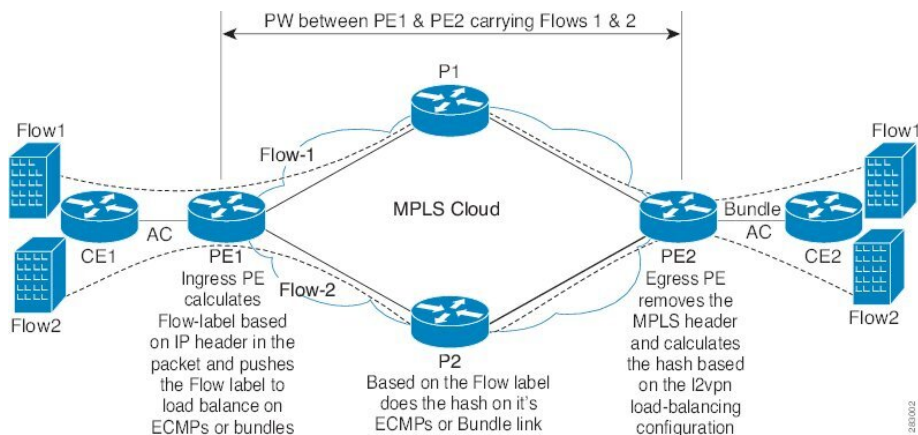 PW between PE1 & PE2 carrying Flows 1 & 2
P1
Flow1
Flow1
Flow-1
MPLS Cloud
Bundle
AC
AC
CE1
PE1
PE2
CE2
Flow2
Flow2
Flow-2
Ingress PE
calculates
Flow-label based
on IP header in the
packet and pushes
the Flow label to
load balance on
ECMPs or bundles
P2
Based on the Flow label
does the hash on it's
ECMPs or Bundle link
Egress PE
removes the
MPLS header
and calculates
the hash based
on the l2vpn
load-balancing
configuration